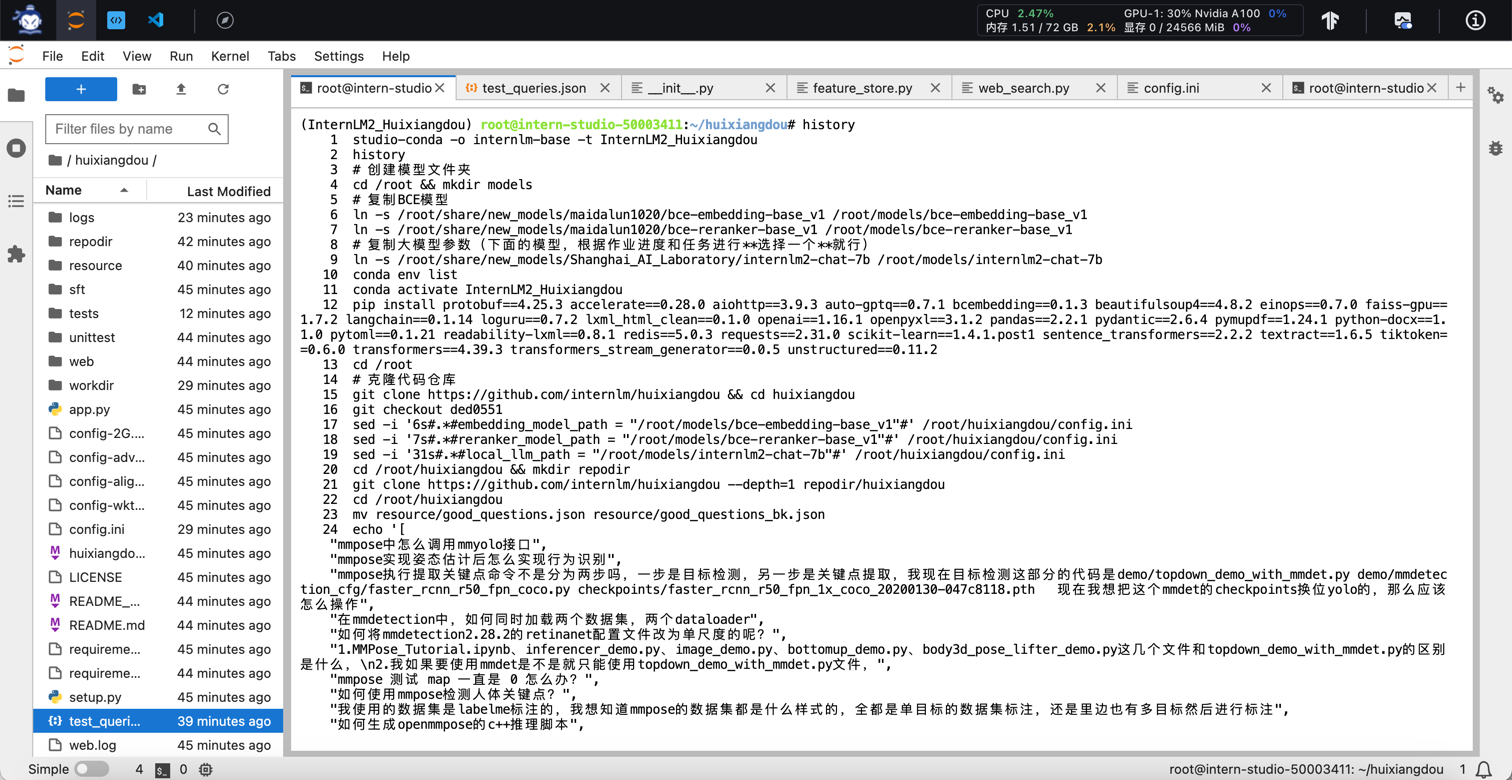 CPU 2.47%
GPU-1: 30% Nvidia A100 0%
内存 1.51 / 72 GB 2.1%
显存 0 / 24566 MiB 0%
File Edit View Run Kernel Tabs Settings Help
root@intern-studio
test_queries.json
__init__.py
feature_store.py
web_search.py
config.ini
root@intern-studio
Filter files by name
/ huixiangdou /
Name Last Modified
logs 23 minutes ago
repodir 42 minutes ago
resource 40 minutes ago
sft 45 minutes ago
tests 12 minutes ago
unittest 44 minutes ago
web 44 minutes ago
workdir 29 minutes ago
app.py 45 minutes ago
config-2G.... 45 minutes ago
config-adv... 45 minutes ago
config-alig... 45 minutes ago
config-wkt... 45 minutes ago
config.ini 29 minutes ago
huixiangdo... 45 minutes ago
LICENSE 45 minutes ago
README_... 44 minutes ago
README.md 44 minutes ago
requireme... 45 minutes ago
requireme... 44 minutes ago
setup.py 45 minutes ago
test_queri... 39 minutes ago
web.log 45 minutes ago
(InternLM2_Huixiangdou) root@intern-studio-50003411:~/huixiangdou# history
1 studio-conda -o internlm-base -t InternLM2_Huixiangdou
2 history
3 # 创建模型文件夹
4 cd /root && mkdir models
5 # 复制BCE模型
6 ln -s /root/share/new_models/maidalun1020/bce-embedding-base_v1 /root/models/bce-embedding-base_v1
7 ln -s /root/share/new_models/maidalun1020/bce-reranker-base_v1 /root/models/bce-reranker-base_v1
8 # 复制大模型参数（下面的模型，根据作业进度和任务进行**选择一个**就行）
9 ln -s /root/share/new_models/Shanghai_AI_Laboratory/internlm2-chat-7b /root/models/internlm2-chat-7b
10 conda env list
11 conda activate InternLM2_Huixiangdou
12 pip install protobuf==4.25.3 accelerate==0.28.0 aiohttp==3.9.3 auto-gptq==0.7.1 bcembedding==0.1.3 beautifulsoup4==4.8.2 einops==0.7.0 faiss-gpu==
1.7.2 langchain==0.1.14 loguru==0.7.2 lxml_html_clean==0.1.0 openai==1.16.1 openpyxl==3.1.2 pandas==2.2.1 pydantic==2.6.4 pymupdf==1.24.1 python-docx==1.
1.0 pytoml==0.1.21 readability-lxml==0.8.1 redis==5.0.3 requests==2.31.0 scikit-learn==1.4.1.post1 sentence_transformers==2.2.2 textract==1.6.5 tiktoken=
=0.6.0 transformers==4.39.3 transformers_stream_generator==0.0.5 unstructured==0.11.2
13 cd /root
14 # 克隆代码仓库
15 git clone https://github.com/internlm/huixiangdou && cd huixiangdou
16 git checkout ded0551
17 sed -i '6s#.*#embedding_model_path = "/root/models/bce-embedding-base_v1"#' /root/huixiangdou/config.ini
18 sed -i '7s#.*#reranker_model_path = "/root/models/bce-reranker-base_v1"#' /root/huixiangdou/config.ini
19 sed -i '31s#.*#local_llm_path = "/root/models/internlm2-chat-7b"#' /root/huixiangdou/config.ini
20 cd /root/huixiangdou && mkdir repodir
21 git clone https://github.com/internlm/huixiangdou --depth=1 repodir/huixiangdou
22 cd /root/huixiangdou
23 mv resource/good_questions.json resource/good_questions_bk.json
24 echo '[
"mmpose中怎么调用mmyolo接口",
"mmpose实现姿态估计后怎么实现行为识别",
"mmpose执行提取关键点命令不是分为两步吗，一步是目标检测，另一步是关键点提取，我现在目标检测这部分的代码是demo/topdown_demo_with_mmdet.py demo/mmdetec
tion_cfg/faster_rcnn_r50_fpn_coco.py checkpoints/faster_rcnn_r50_fpn_1x_coco_20200130-047c8118.pth 现在我想把这个mmdet的checkpoints换位yolo的，那么应该
怎么操作",
"在mmdetection中，如何同时加载两个数据集，两个dataloader",
"如何将mmdetection2.28.2的retinanet配置文件改为单尺度的呢？",
"1.MMPose_Tutorial.ipynb、inferencer_demo.py、image_demo.py、bottomup_demo.py、body3d_pose_lifter_demo.py这几个文件和topdown_demo_with_mmdet.py的区别
是什么，\n2.我如果要使用mmdet是不是就只能使用topdown_demo_with_mmdet.py文件，",
"mmpose 测试 map 一直是 0 怎么办？",
"如何使用mmpose检测人体关键点？",
"我使用的数据集是labelme标注的，我想知道mmpose的数据集都是什么样式的，全都是单目标的数据集标注，还是里边也有多目标然后进行标注",
"如何生成openmmpose的c++推理脚本",
Simple 4 0
root@intern-studio-50003411: ~/huixiangdou 1